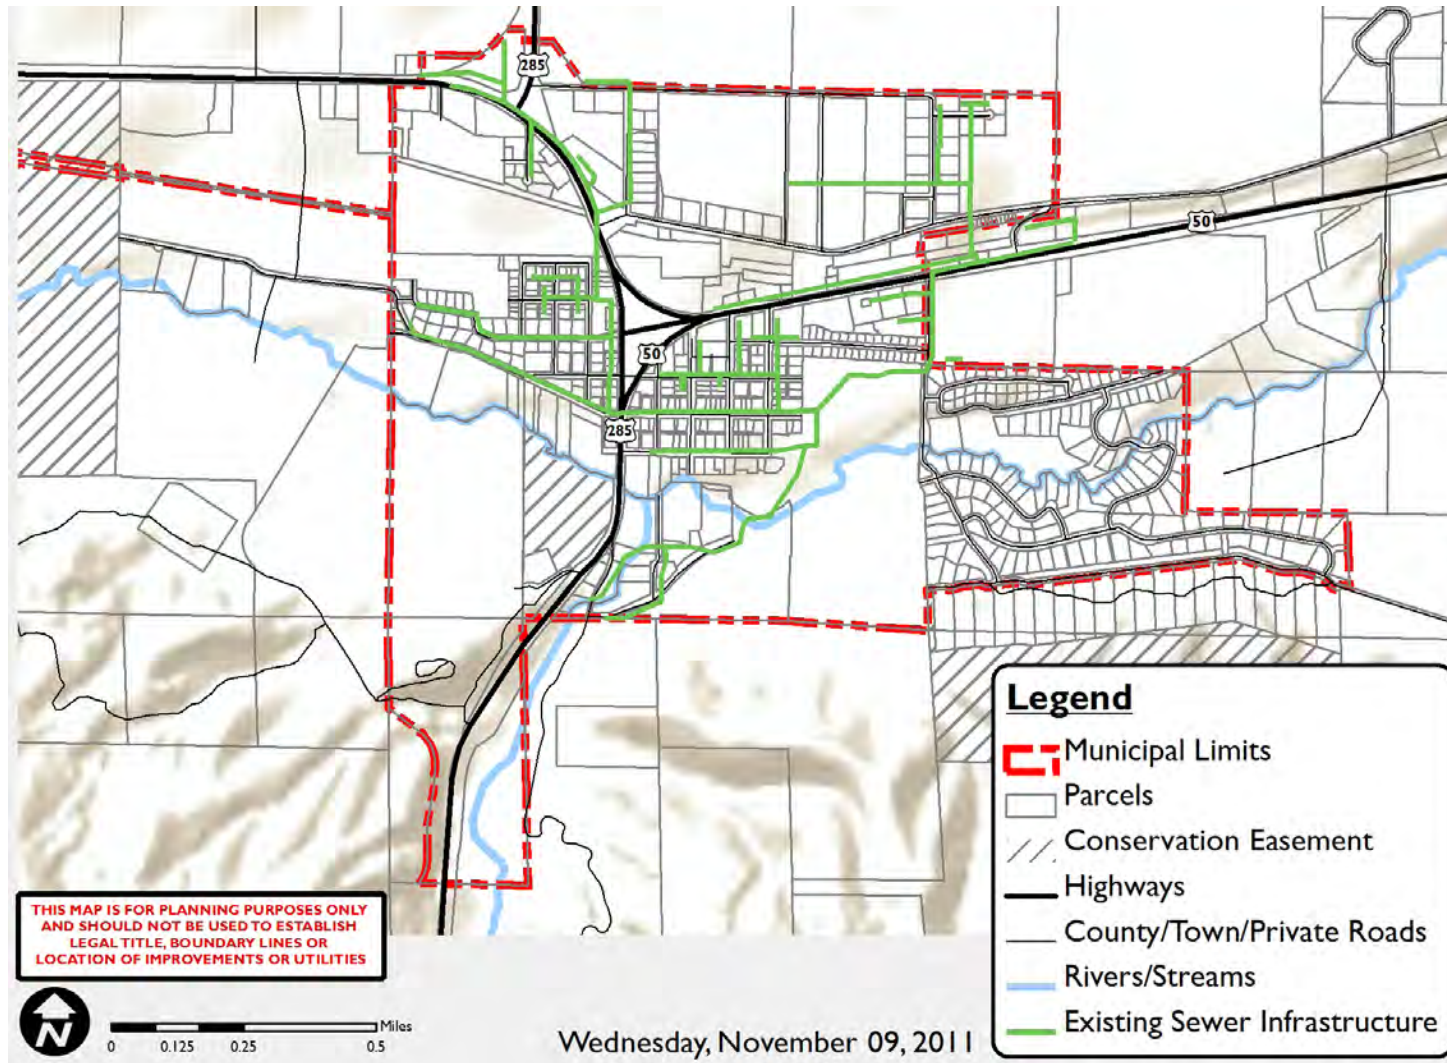 285
50
50
285
Legend
Municipal Limits
Parcels
Conservation Easement
Highways
County/Town/Private Roads
Rivers/Streams
Existing Sewer Infrastructure
THIS MAP IS FOR PLANNING PURPOSES ONLY
AND SHOULD NOT BE USED TO ESTABLISH
LEGAL TITLE, BOUNDARY LINES OR
LOCATION OF IMPROVEMENTS OR UTILITIES
N
Miles
0 0.125 0.25 0.5
Wednesday, November 09, 2011